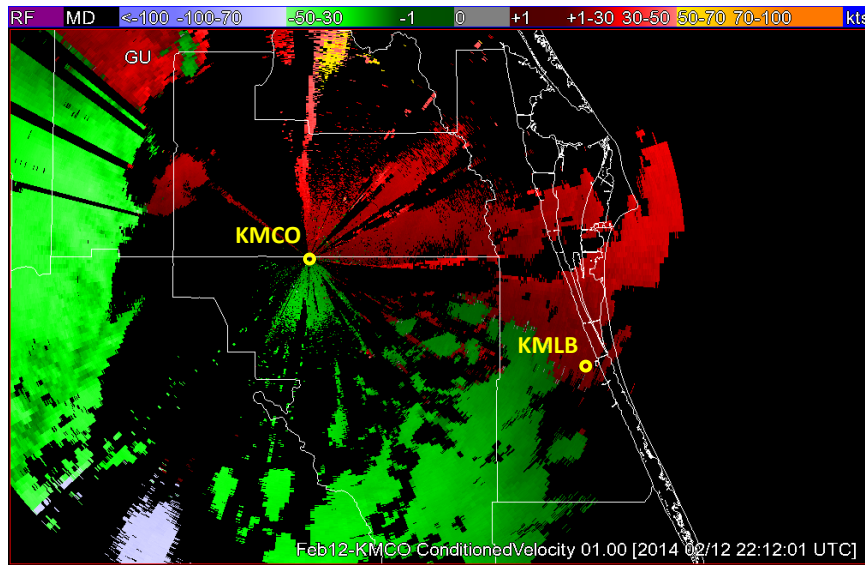 RF MD <-100 -100-70 -50-30 -1 0 +1 +1-30 30-50 50-70 70-100 kts
GU
KMCO
KMLB
Feb12-KMCO ConditionedVelocity 01.00 [2014 02/12 22:12:01 UTC]